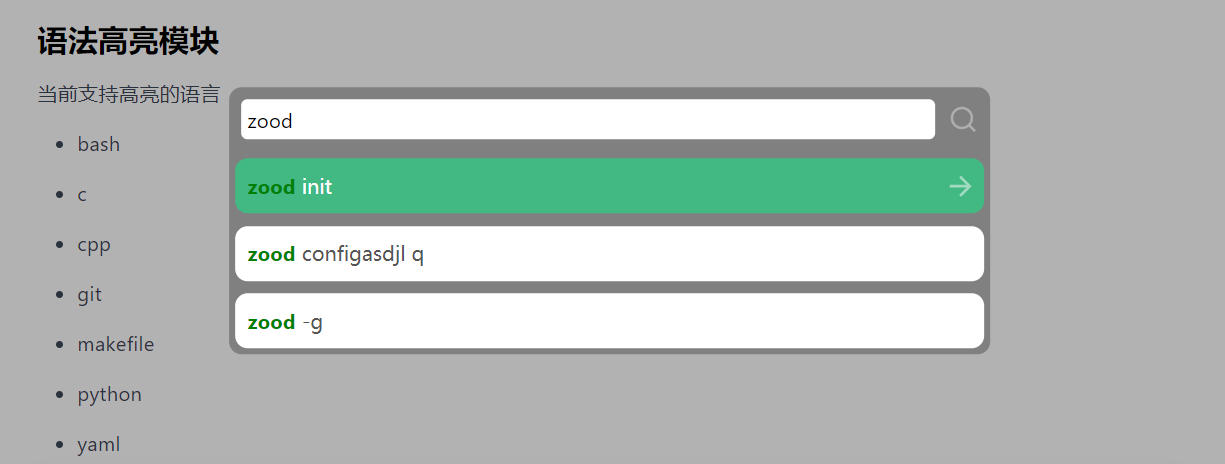 语法高亮模块
当前支持高亮的语言
bash
c
cpp
git
makefile
python
yaml
zood
zood init
zood configasdjl q
zood -g